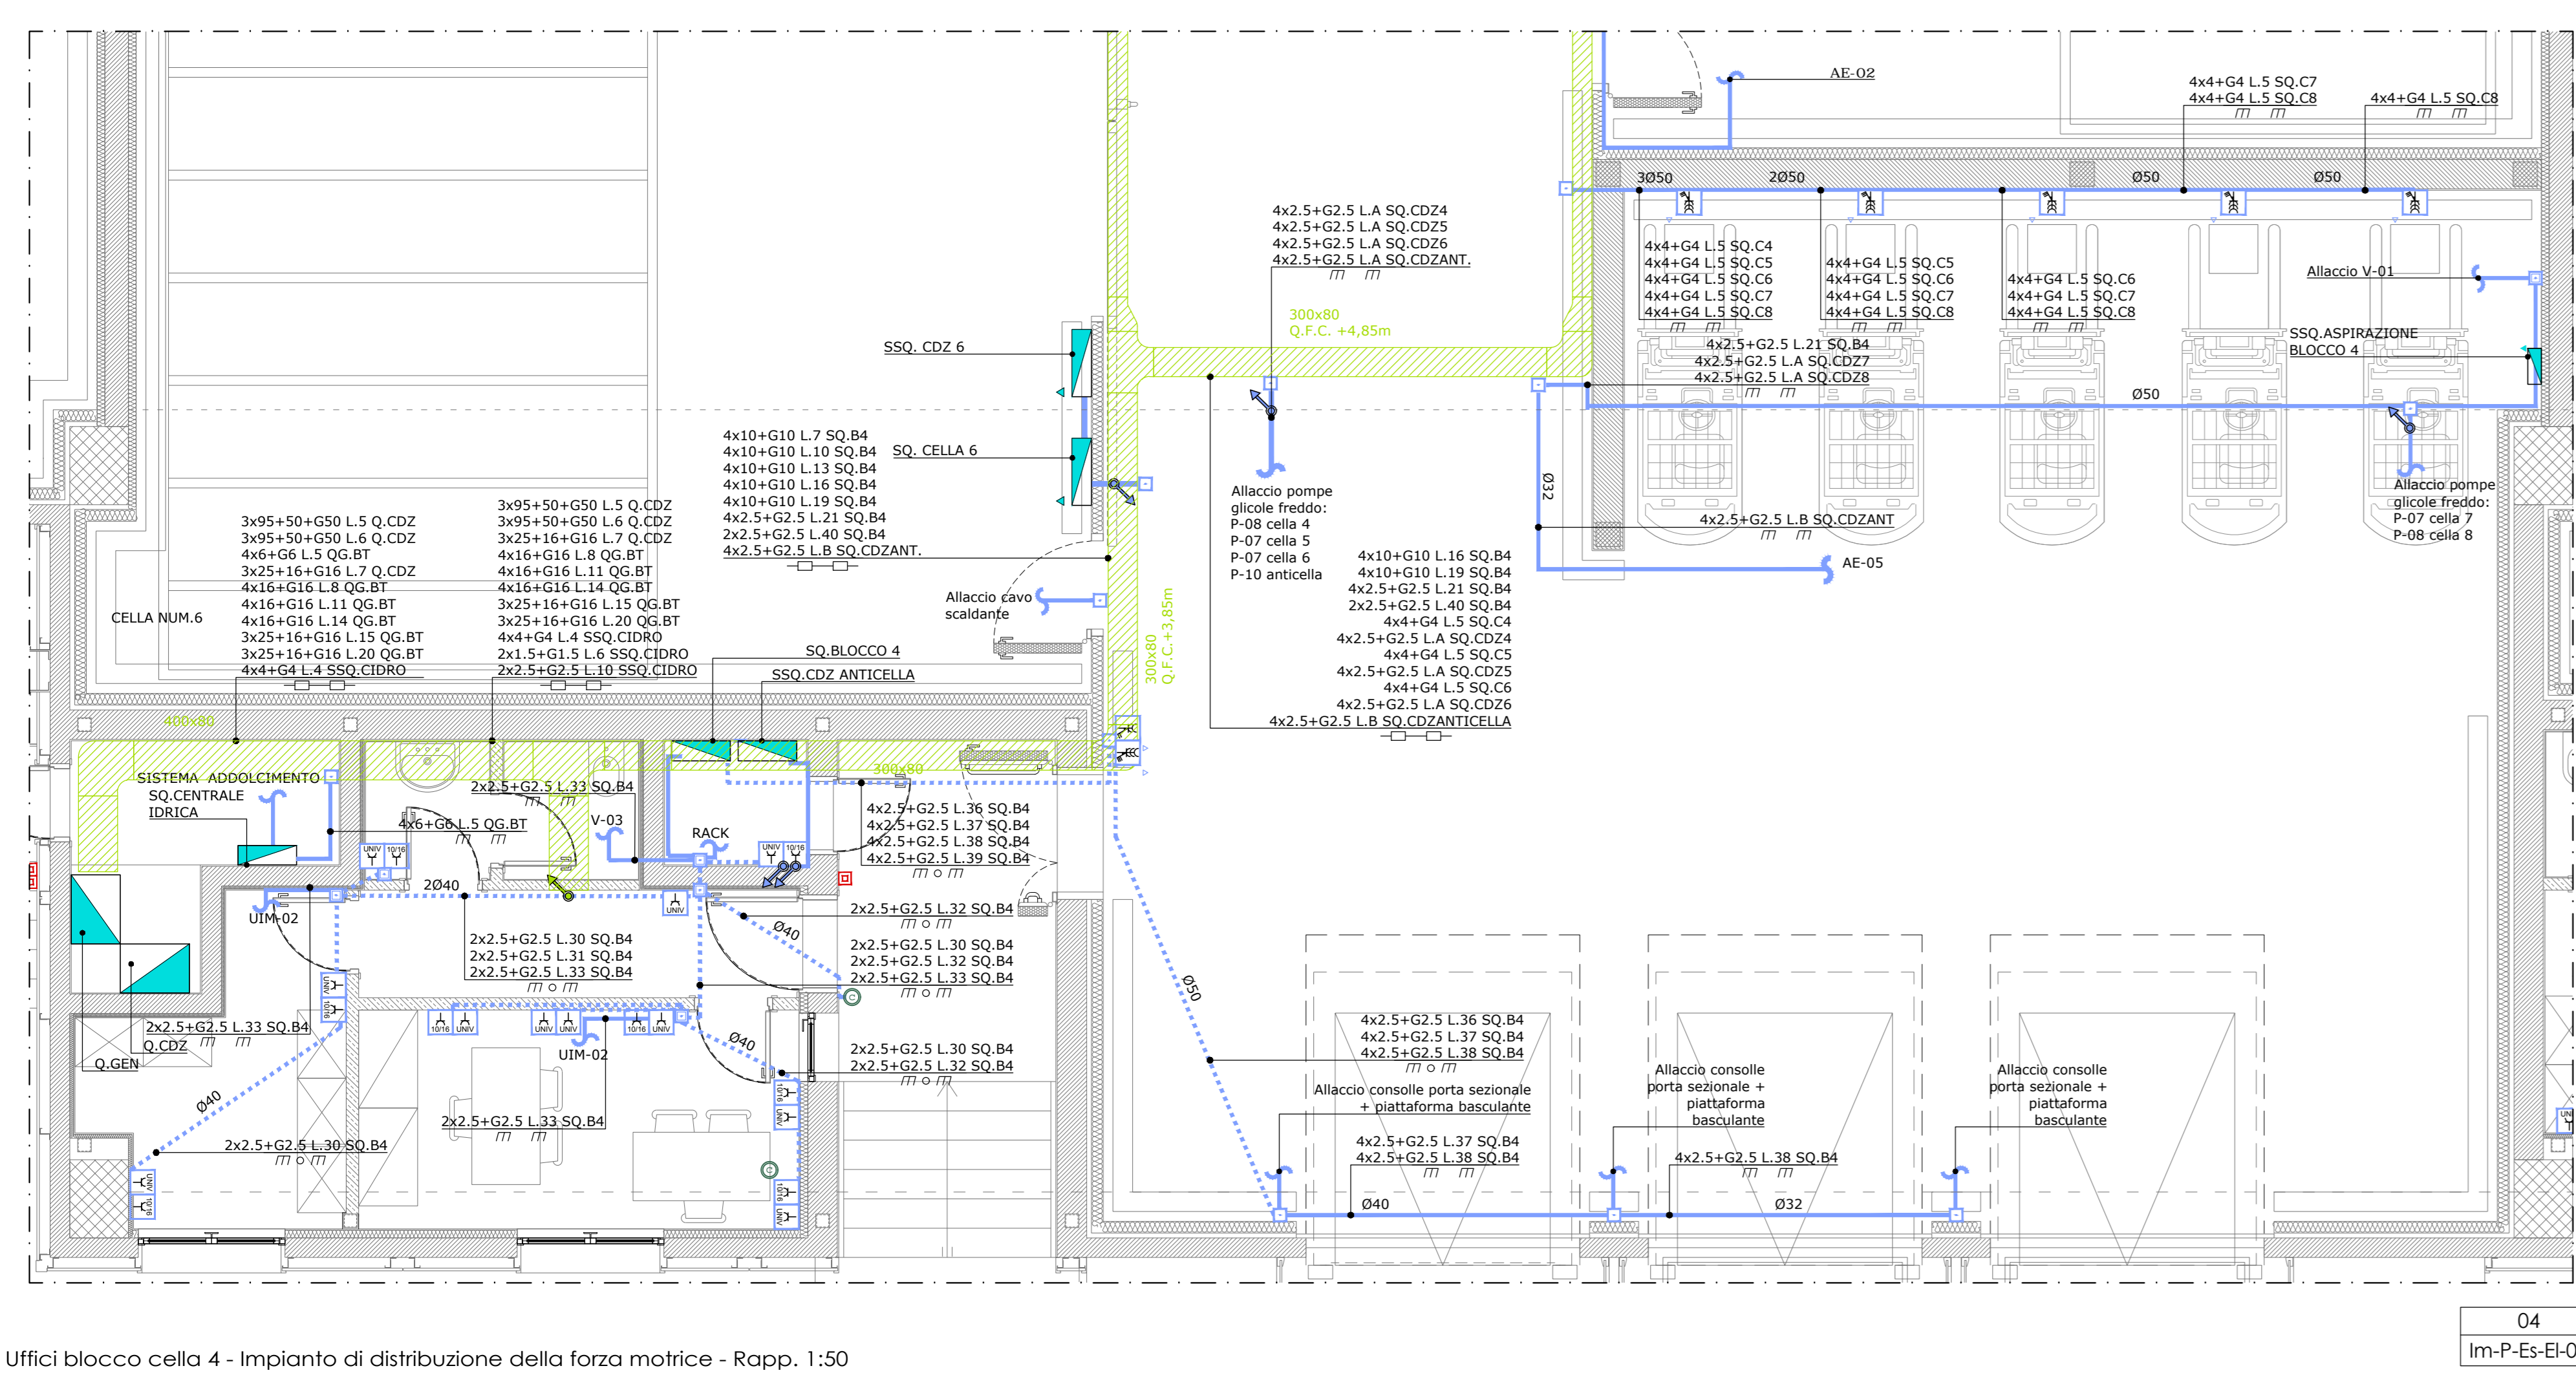 AE-02
4x4+G4 L.5 SQ.C7
4x4+G4 L.5 SQ.C8
4x4+G4 L.5 SQ.C8
3Ø50
2Ø50
Ø50
Ø50
4x2.5+G2.5 L.A SQ.CDZ4
4x2.5+G2.5 L.A SQ.CDZ5
4x2.5+G2.5 L.A SQ.CDZ6
4x2.5+G2.5 L.A SQ.CDZANT.
4x4+G4 L.5 SQ.C4
4x4+G4 L.5 SQ.C5
4x4+G4 L.5 SQ.C6
4x4+G4 L.5 SQ.C7
4x4+G4 L.5 SQ.C8
4x4+G4 L.5 SQ.C5
4x4+G4 L.5 SQ.C6
4x4+G4 L.5 SQ.C7
4x4+G4 L.5 SQ.C8
4x4+G4 L.5 SQ.C6
4x4+G4 L.5 SQ.C7
4x4+G4 L.5 SQ.C8
Allaccio V-01
300x80
Q.F.C. +4,85m
SSQ.ASPIRAZIONE
BLOCCO 4
SSQ. CDZ 6
4x2.5+G2.5 L.21 SQ.B4
4x2.5+G2.5 L.A SQ.CDZ7
4x2.5+G2.5 L.A SQ.CDZ8
Ø50
SQ. CELLA 6
4x10+G10 L.7 SQ.B4
4x10+G10 L.10 SQ.B4
4x10+G10 L.13 SQ.B4
4x10+G10 L.16 SQ.B4
4x10+G10 L.19 SQ.B4
4x2.5+G2.5 L.21 SQ.B4
2x2.5+G2.5 L.40 SQ.B4
4x2.5+G2.5 L.B SQ.CDZANT.
Ø32
Allaccio pompe
glicole freddo:
P-08 cella 4
P-07 cella 5
P-07 cella 6
P-10 anticella
Allaccio pompe
glicole freddo:
P-07 cella 7
P-08 cella 8
4x2.5+G2.5 L.B SQ.CDZANT
AE-05
3x95+50+G50 L.5 Q.CDZ
3x95+50+G50 L.6 Q.CDZ
4x6+G6 L.5 QG.BT
3x25+16+G16 L.7 Q.CDZ
4x16+G16 L.8 QG.BT
4x16+G16 L.11 QG.BT
4x16+G16 L.14 QG.BT
3x25+16+G16 L.15 QG.BT
3x25+16+G16 L.20 QG.BT
4x4+G4 L.4 SSQ.CIDRO
3x95+50+G50 L.5 Q.CDZ
3x95+50+G50 L.6 Q.CDZ
3x25+16+G16 L.7 Q.CDZ
4x16+G16 L.8 QG.BT
4x16+G16 L.11 QG.BT
4x16+G16 L.14 QG.BT
3x25+16+G16 L.15 QG.BT
3x25+16+G16 L.20 QG.BT
4x4+G4 L.4 SSQ.CIDRO
2x1.5+G1.5 L.6 SSQ.CIDRO
2x2.5+G2.5 L.10 SSQ.CIDRO
CELLA NUM.6
Allaccio cavo
scaldante
300x80
Q.F.C.+3,85m
4x10+G10 L.16 SQ.B4
4x10+G10 L.19 SQ.B4
4x2.5+G2.5 L.21 SQ.B4
2x2.5+G2.5 L.40 SQ.B4
4x4+G4 L.5 SQ.C4
4x2.5+G2.5 L.A SQ.CDZ4
4x4+G4 L.5 SQ.C5
4x2.5+G2.5 L.A SQ.CDZ5
4x4+G4 L.5 SQ.C6
4x2.5+G2.5 L.A SQ.CDZ6
4x2.5+G2.5 L.B SQ.CDZANTICELLA
SQ.BLOCCO 4
SSQ.CDZ ANTICELLA
400x80
300x80
SISTEMA ADDOLCIMENTO
SQ.CENTRALE
IDRICA
4x6+G6 L.5 QG.BT
2x2.5+G2.5 L.33 SQ.B4
V-03
RACK
4x2.5+G2.5 L.36 SQ.B4
4x2.5+G2.5 L.37 SQ.B4
4x2.5+G2.5 L.38 SQ.B4
4x2.5+G2.5 L.39 SQ.B4
UNIV
10/16
UNIV
10/16
2Ø40
UNIV
UIM-02
2x2.5+G2.5 L.32 SQ.B4
Ø40
2x2.5+G2.5 L.30 SQ.B4
2x2.5+G2.5 L.31 SQ.B4
2x2.5+G2.5 L.33 SQ.B4
2x2.5+G2.5 L.30 SQ.B4
2x2.5+G2.5 L.32 SQ.B4
2x2.5+G2.5 L.33 SQ.B4
UNIV
10/16
Ø50
2x2.5+G2.5 L.33 SQ.B4
Q.CDZ
Q.GEN
10/16
UNIV
UNIV
UNIV
10/16
UNIV
UIM-02
Ø40
2x2.5+G2.5 L.30 SQ.B4
2x2.5+G2.5 L.32 SQ.B4
4x2.5+G2.5 L.36 SQ.B4
4x2.5+G2.5 L.37 SQ.B4
4x2.5+G2.5 L.38 SQ.B4
Allaccio consolle porta sezionale
+ piattaforma basculante
Allaccio consolle
porta sezionale +
piattaforma
basculante
Allaccio consolle
porta sezionale +
piattaforma
basculante
Ø40
10/16
UNIV
2x2.5+G2.5 L.33 SQ.B4
2x2.5+G2.5 L.30 SQ.B4
4x2.5+G2.5 L.37 SQ.B4
4x2.5+G2.5 L.38 SQ.B4
4x2.5+G2.5 L.38 SQ.B4
UNIV
10/16
10/16
UNIV
Ø40
Ø32
04
Im-P-Es-El-0
Uffici blocco cella 4 - Impianto di distribuzione della forza motrice - Rapp. 1:50